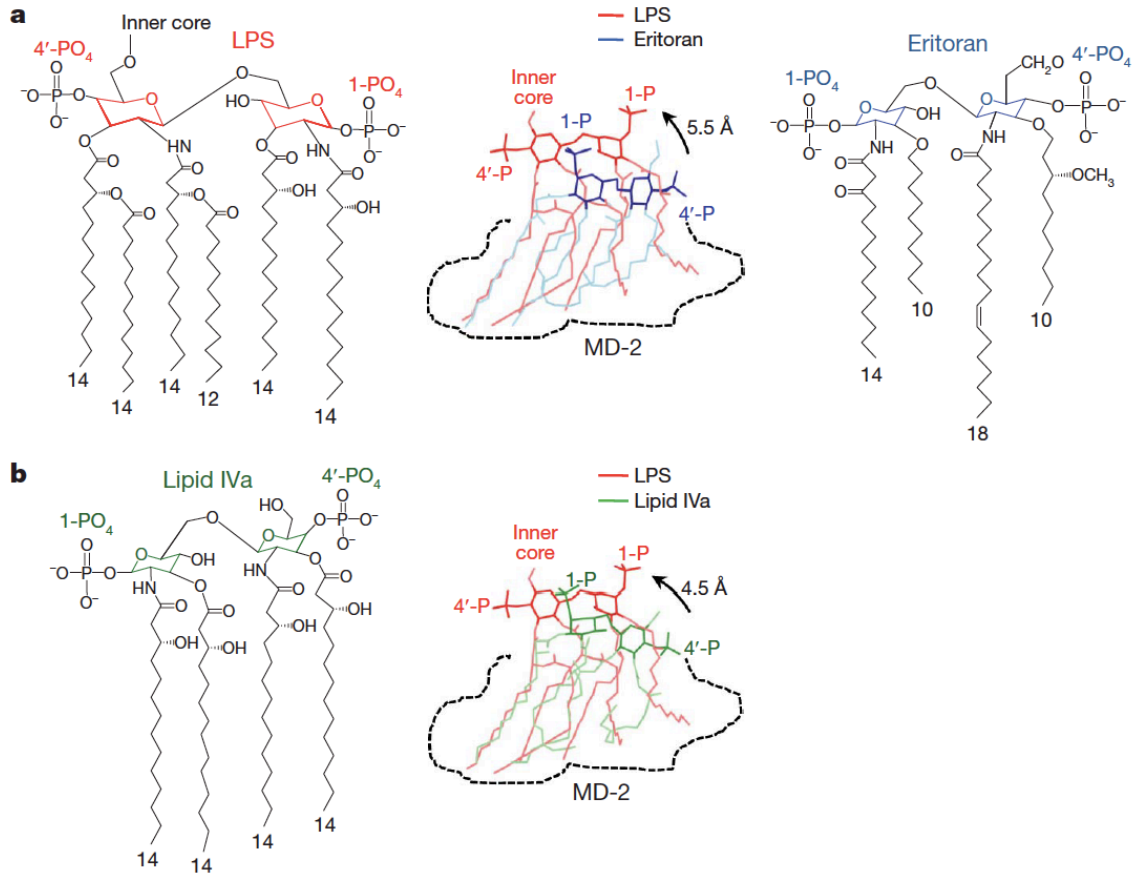 a
LPS
Inner core
4′-PO4
O
O
O
O
P
–O
O
O–
O
O
HO
O
1-PO4
O
O
P
O–
O–
O
HN
O
O
NH
O
O
O
O
O
OH
O
OH
14
14
14
12
14
14
LPS
Eritoran
Inner core
1-P
1-P
5.5 Å
4′-P
4′-P
MD-2
Eritoran
1-PO4
4′-PO4
CH2O
O
O
–O
P
O
O–
O
OH
O
O
O
P
O–
O–
NH
O
NH
O
O
O
O
OCH3
10
10
14
18
b
Lipid IVa
4′-PO4
1-PO4
HO
O
O
P
O–
O–
O
O
O
–O
P
O
O–
O
OH
HN
O
O
NH
O
O
O
O
OH
OH
OH
OH
14
14
14
14
LPS
Lipid IVa
Inner core
1-P
1-P
4.5 Å
4′-P
4′-P
MD-2